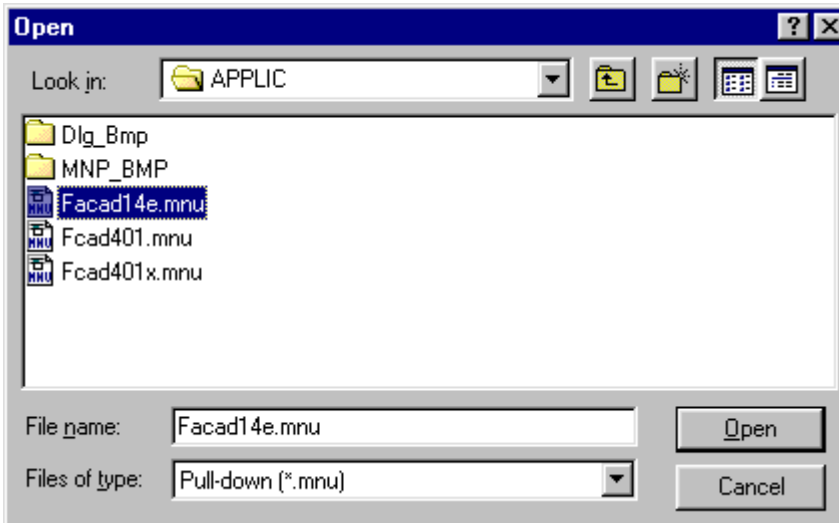 Open
Look in: APPLIC
Dlg_Bmp
MNP_BMP
Facad14e.mnu
Fcad401.mnu
Fcad401x.mnu
File name: Facad14e.mnu Open
Files of type: Pull-down (*.mnu) Cancel